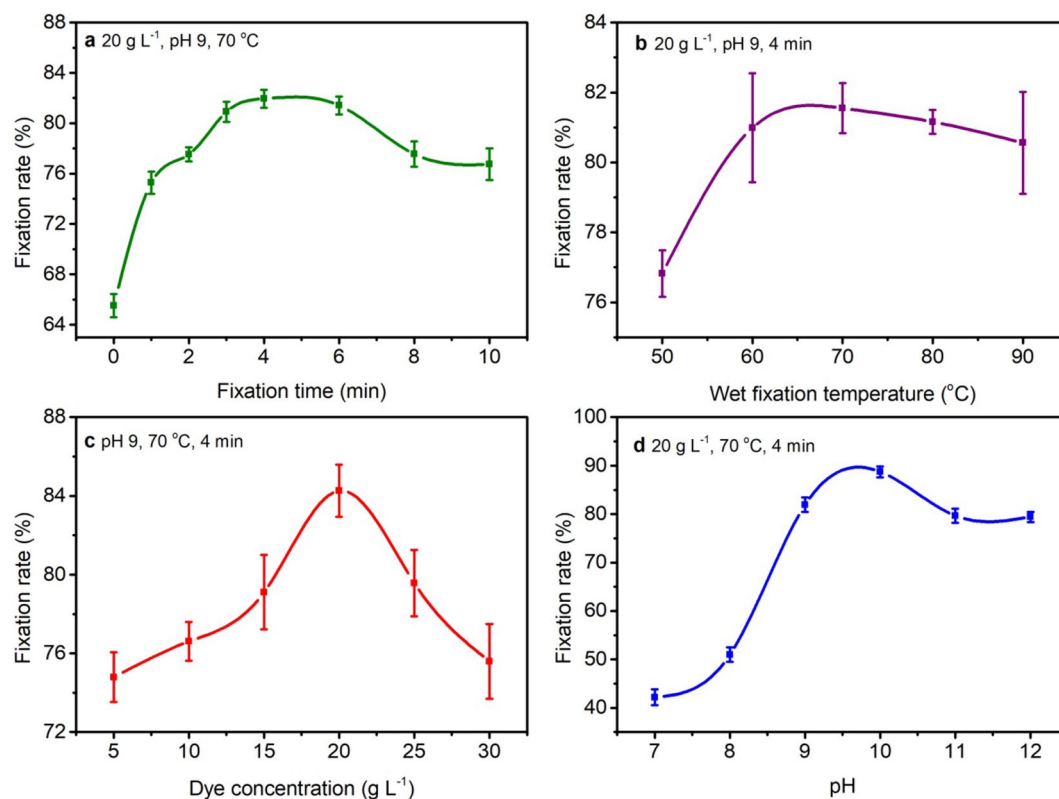 a 20 g L⁻¹, pH 9, 70 °C
Fixation rate (%)
88
84
80
76
72
68
64
0 2 4 6 8 10
Fixation time (min)
b 20 g L⁻¹, pH 9, 4 min
Fixation rate (%)
84
82
80
78
76
50 60 70 80 90
Wet fixation temperature (°C)
c pH 9, 70 °C, 4 min
Fixation rate (%)
88
84
80
76
72
5 10 15 20 25 30
Dye concentration (g L⁻¹)
d 20 g L⁻¹, 70 °C, 4 min
Fixation rate (%)
100
90
80
70
60
50
40
7 8 9 10 11 12
pH